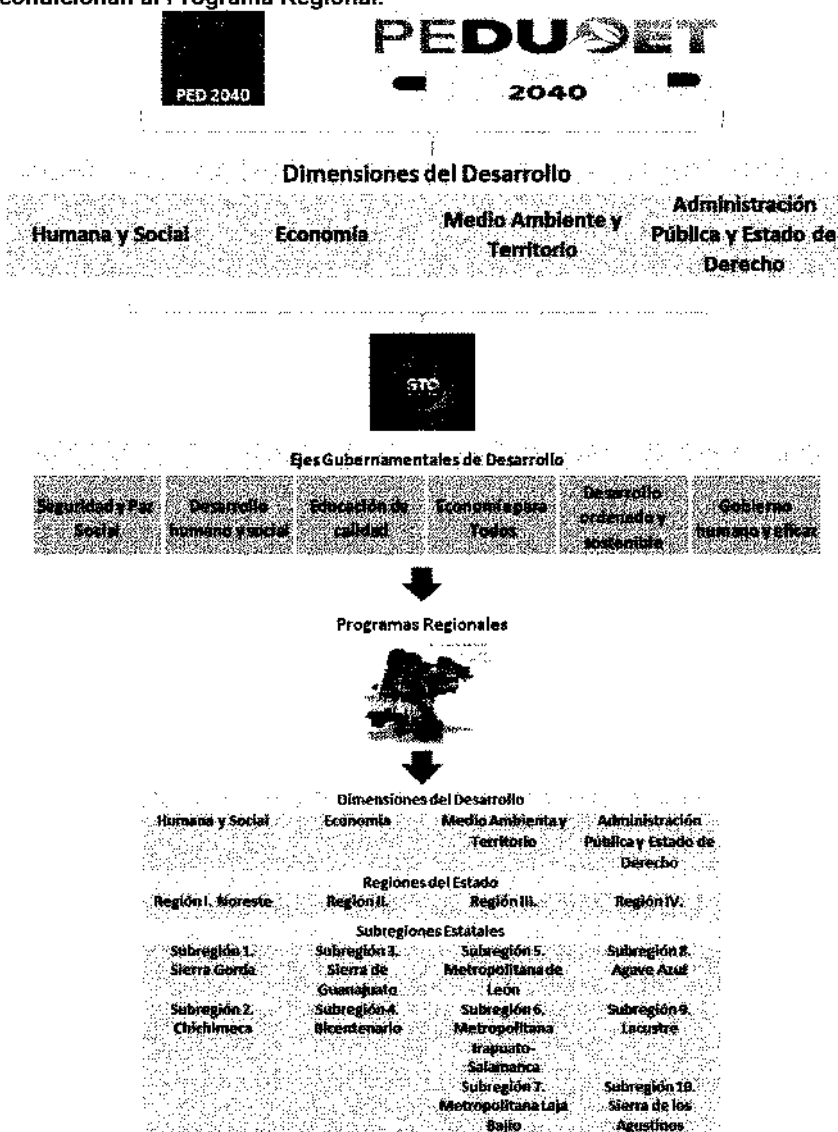 condicionan al Programa Regional.
PED 2040
PEDUOET
2040
Dimensiones del Desarrollo
Humana y Social
Economía
Medio Ambiente y
Territorio
Administración
Pública y Estado de
Derecho
GTO
Ejes Gubernamentales de Desarrollo
Seguridad y Paz
Social
Desarrollo
humano y social
Educación de
calidad
Economía para
Todos
Desarrollo
ordenado y
sostenible
Gobierno
humano y eficaz
Programas Regionales
Dimensiones del Desarrollo
Humana y Social
Economía
Medio Ambienta y
Territorio
Administración
Pública y Estado de
Derecho
Regiones del Estado
Región I. Noreste
Región II.
Región III.
Región IV.
Subregiones Estatales
Subregión 1.
Sierra Gorda
Subregión 3.
Sierra de
Guanajuato
Subregión 5.
Metropolitana de
León
Subregión 8.
Agave Azul
Subregión 2.
Chichimeca
Subregión 4.
Bicentenario
Subregión 6.
Metropolitana
Irapuato-
Salamanca
Subregión 9.
Lacustre
Subregión 7.
Metropolitana Laja
Bajío
Subregión 10.
Sierra de los
Agustinos